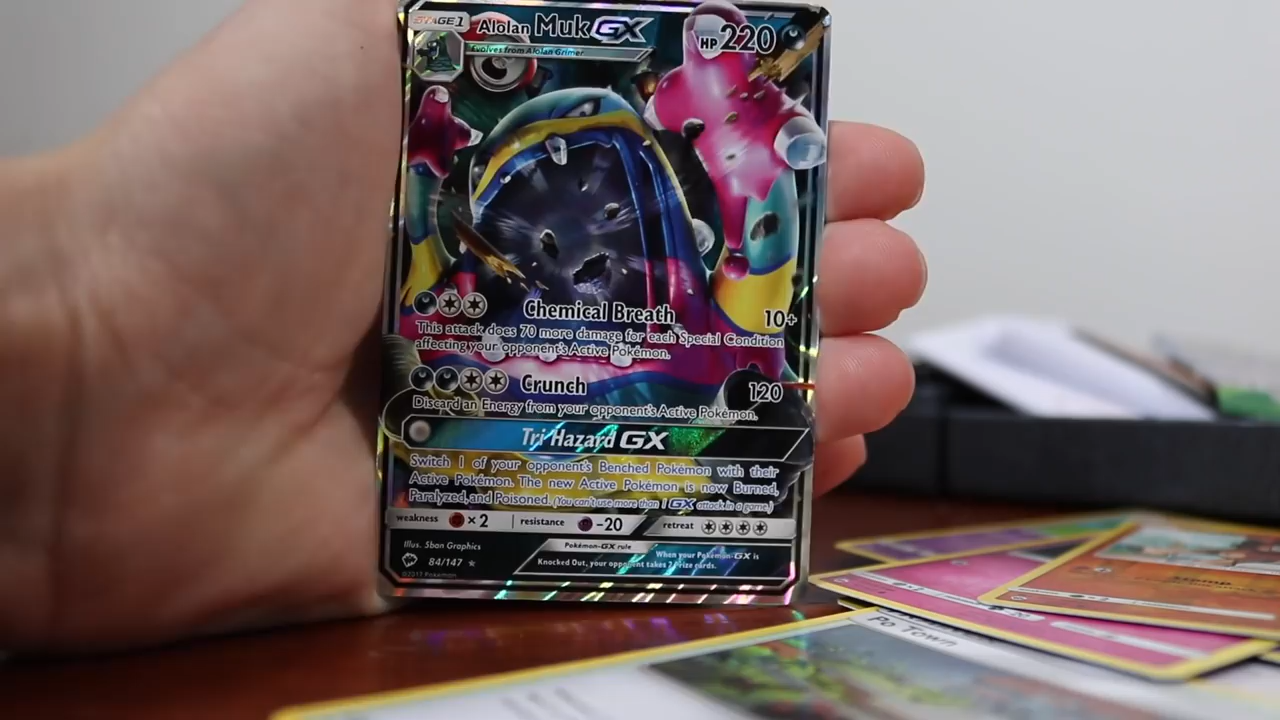 STAGE 1 Alolan Muk GX HP 220
Evolves from Alolan Grimer
Chemical Breath 10+
This attack does 70 more damage for each Special Condition
affecting your opponent's Active Pokémon.
Crunch 120
Discard an Energy from your opponent's Active Pokémon.
Tri Hazard GX
Switch 1 of your opponent's Benched Pokémon with their
Active Pokémon. The new Active Pokémon is now Burned,
Paralyzed, and Poisoned. (You can't use more than 1 GX attack in a game.)
weakness ×2 resistance -20 retreat
Illus. 5ban Graphics
Pokémon-GX rule
When your Pokémon-GX is
Knocked Out, your opponent takes 2 Prize cards.
84/147
©2017 Pokémon
Stomp
Po Town